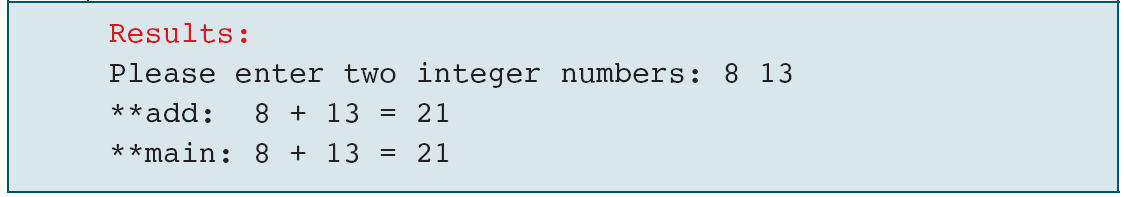 Results:
Please enter two integer numbers: 8 13
**add:  8 + 13 = 21
**main: 8 + 13 = 21